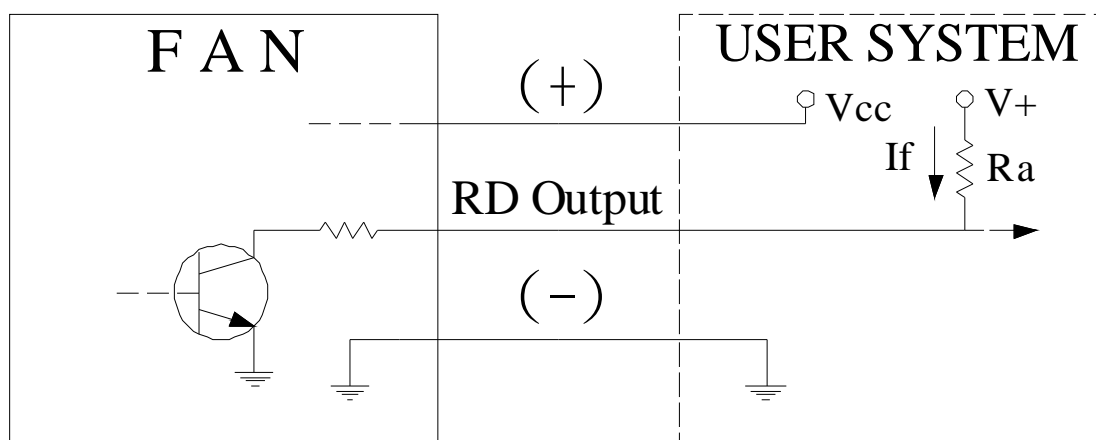 F A N
USER SYSTEM
(+)
Vcc
V+
If
Ra
RD Output
(-)